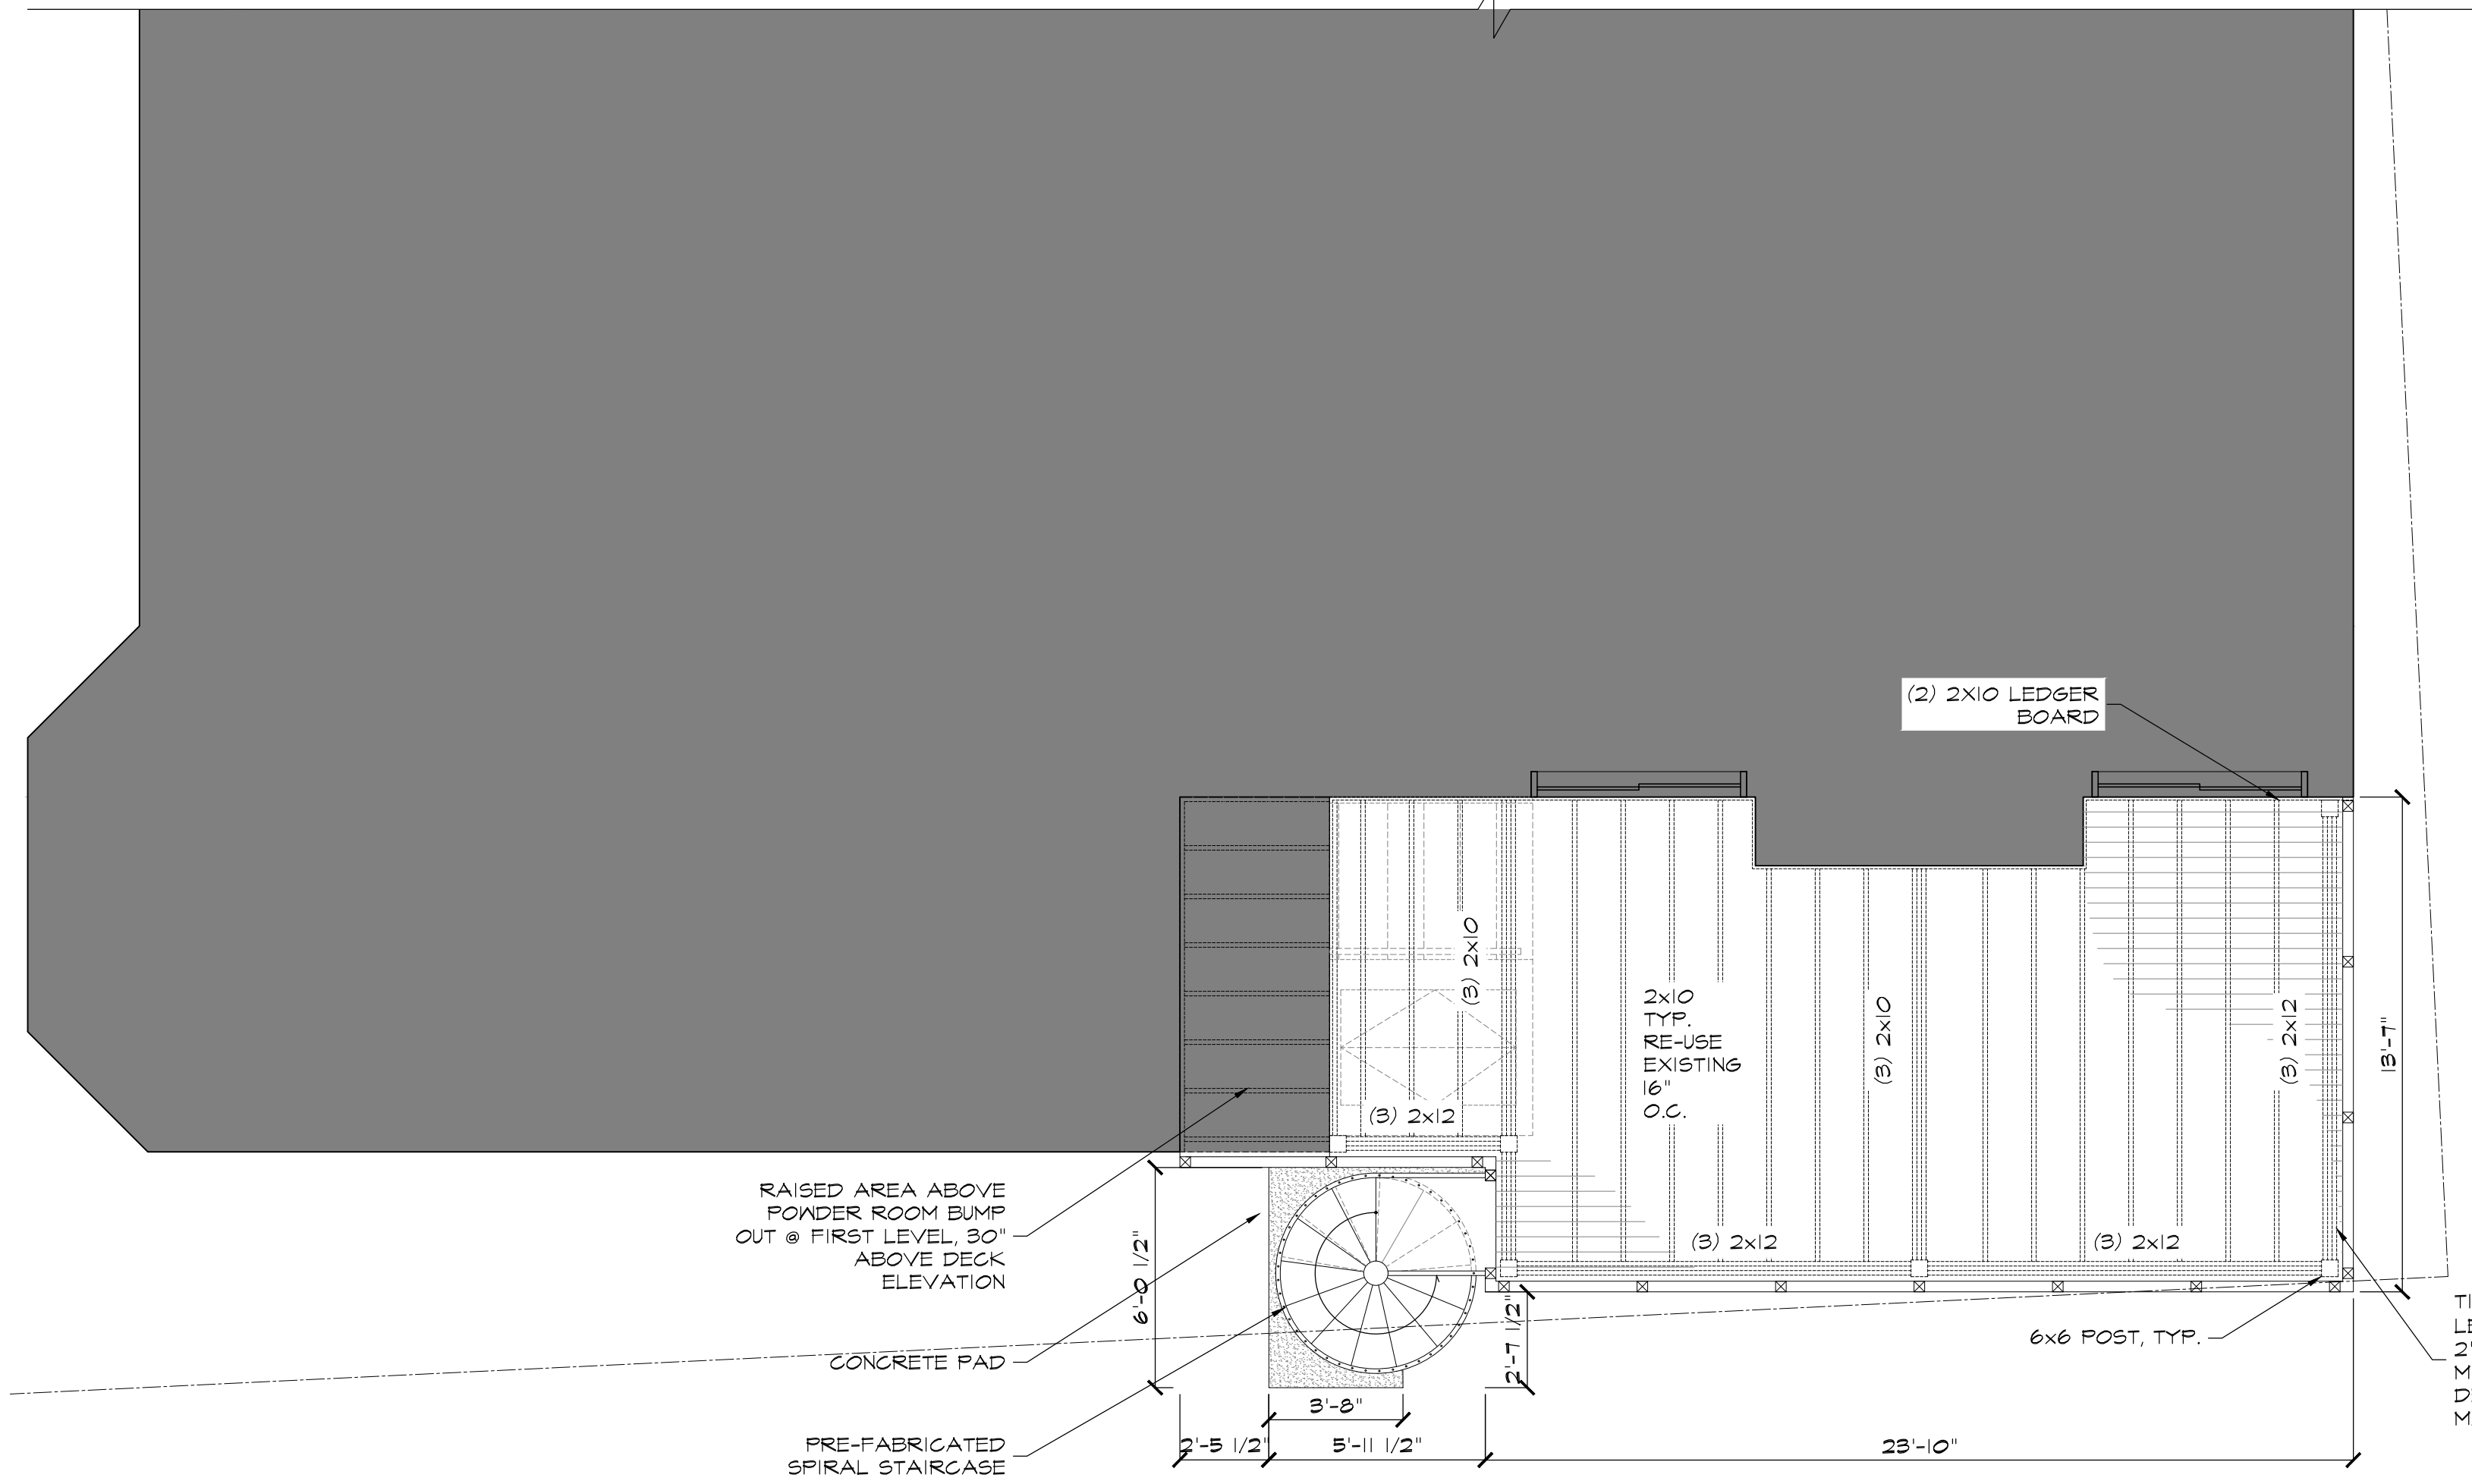 (2) 2X10 LEDGER
BOARD
(3) 2x10
2x10
TYP.
RE-USE
EXISTING
16"
O.C.
(3) 2x10
(3) 2x12
13'-7"
(3) 2x12
(3) 2x12
(3) 2x12
RAISED AREA ABOVE
POWDER ROOM BUMP
OUT @ FIRST LEVEL, 30"
ABOVE DECK
ELEVATION
6'-0 1/2"
2'-7 1/2"
6x6 POST, TYP.
CONCRETE PAD
3'-8"
PRE-FABRICATED
SPIRAL STAIRCASE
2'-5 1/2"
5'-11 1/2"
23'-10"